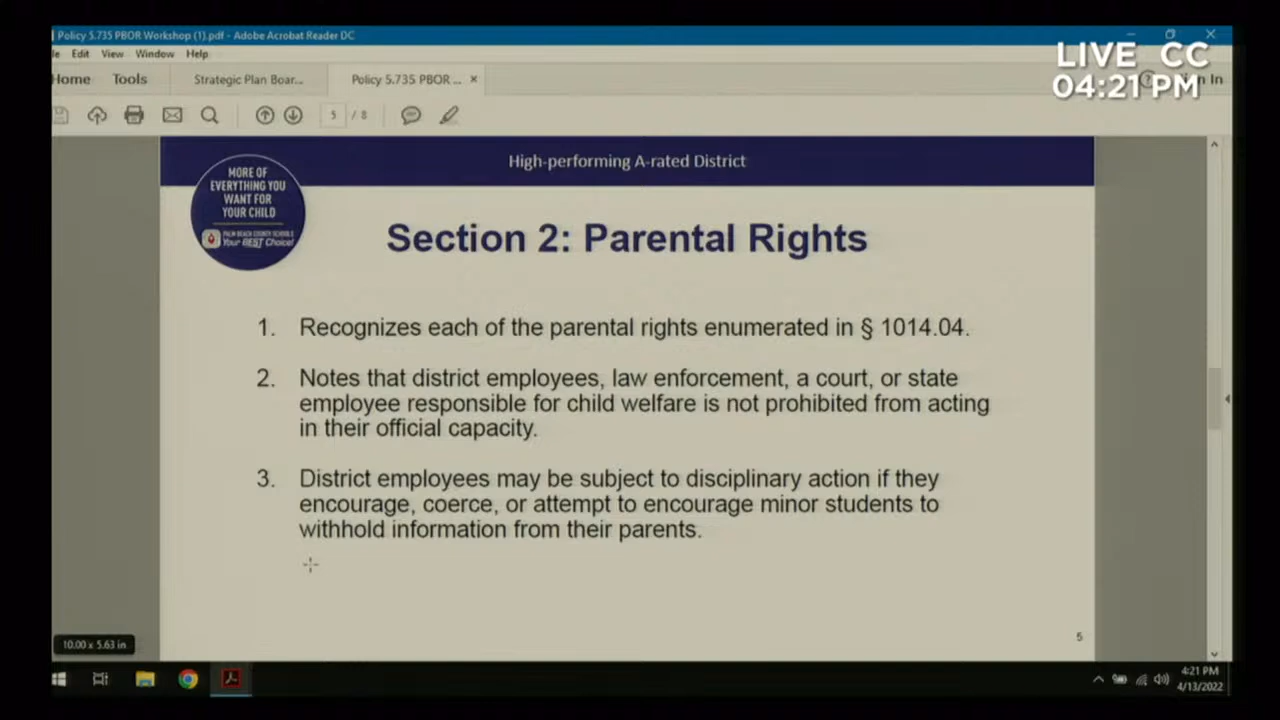 Policy 5.735 PBOR Workshop (1).pdf - Adobe Acrobat Reader DC
LIVE CC
04:21 PM
Edit View Window Help
Home Tools Strategic Plan Boar... Policy 5.735 PBOR ... × Sign In
5 / 8
High-performing A-rated District
MORE OF
EVERYTHING YOU
WANT FOR
YOUR CHILD
PALM BEACH COUNTY SCHOOLS
Your BEST Choice!
Section 2: Parental Rights
1. Recognizes each of the parental rights enumerated in § 1014.04.
2. Notes that district employees, law enforcement, a court, or state
employee responsible for child welfare is not prohibited from acting
in their official capacity.
3. District employees may be subject to disciplinary action if they
encourage, coerce, or attempt to encourage minor students to
withhold information from their parents.
5
10.00 x 5.63 in
4:21 PM
4/13/2022